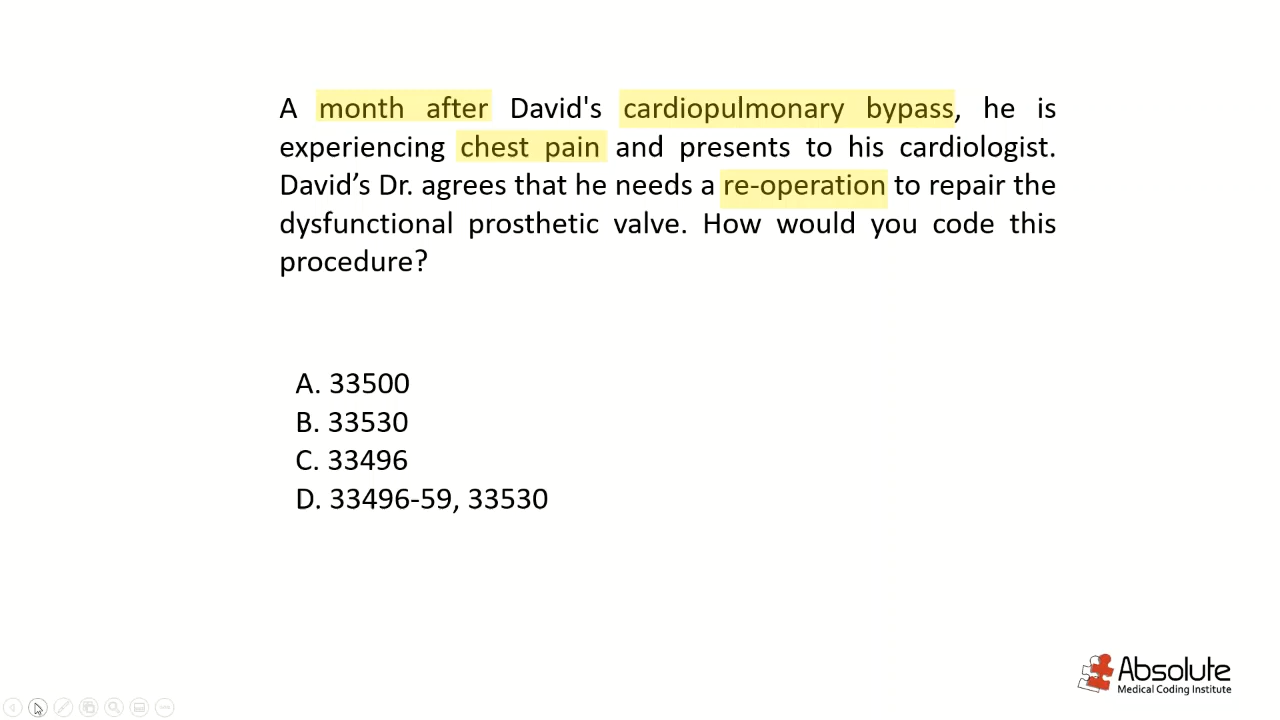 A month after David's cardiopulmonary bypass, he is
experiencing chest pain and presents to his cardiologist.
David’s Dr. agrees that he needs a re-operation to repair the
dysfunctional prosthetic valve. How would you code this
procedure?
A. 33500
B. 33530
C. 33496
D. 33496-59, 33530
Absolute
Medical Coding Institute